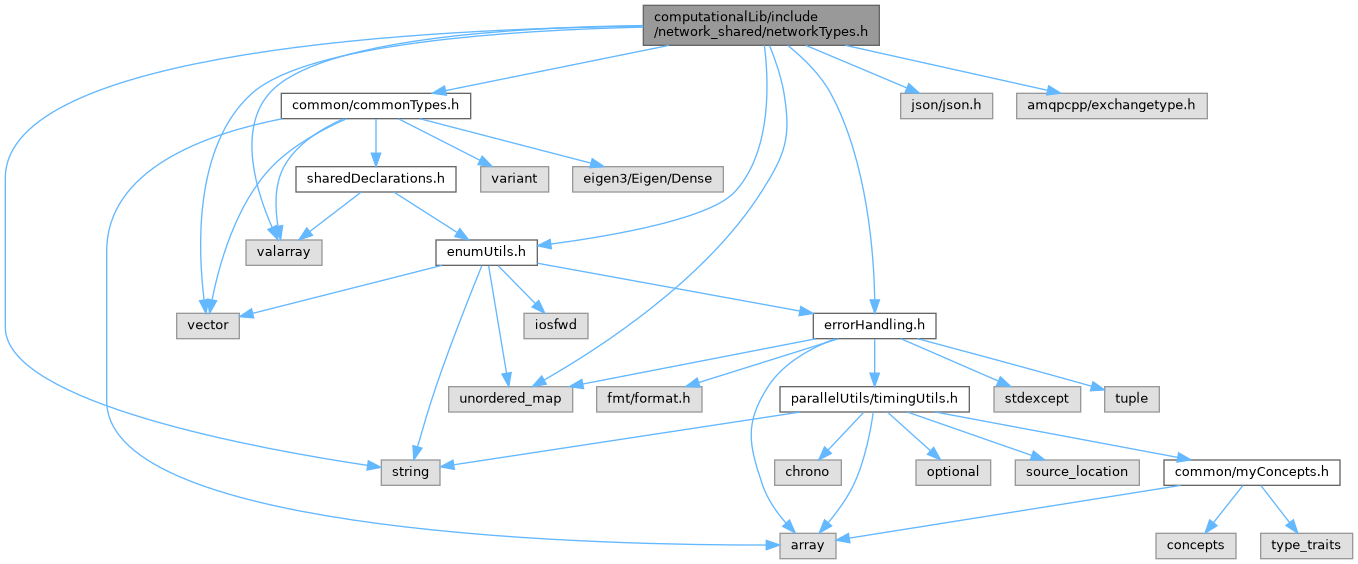 computationalLib/include
/network_shared/networkTypes.h
common/commonTypes.h
json/json.h
amqpcpp/exchangetype.h
sharedDeclarations.h
variant
eigen3/Eigen/Dense
valarray
enumUtils.h
vector
iosfwd
errorHandling.h
unordered_map
fmt/format.h
parallelUtils/timingUtils.h
stdexcept
tuple
string
chrono
optional
source_location
common/myConcepts.h
array
concepts
type_traits